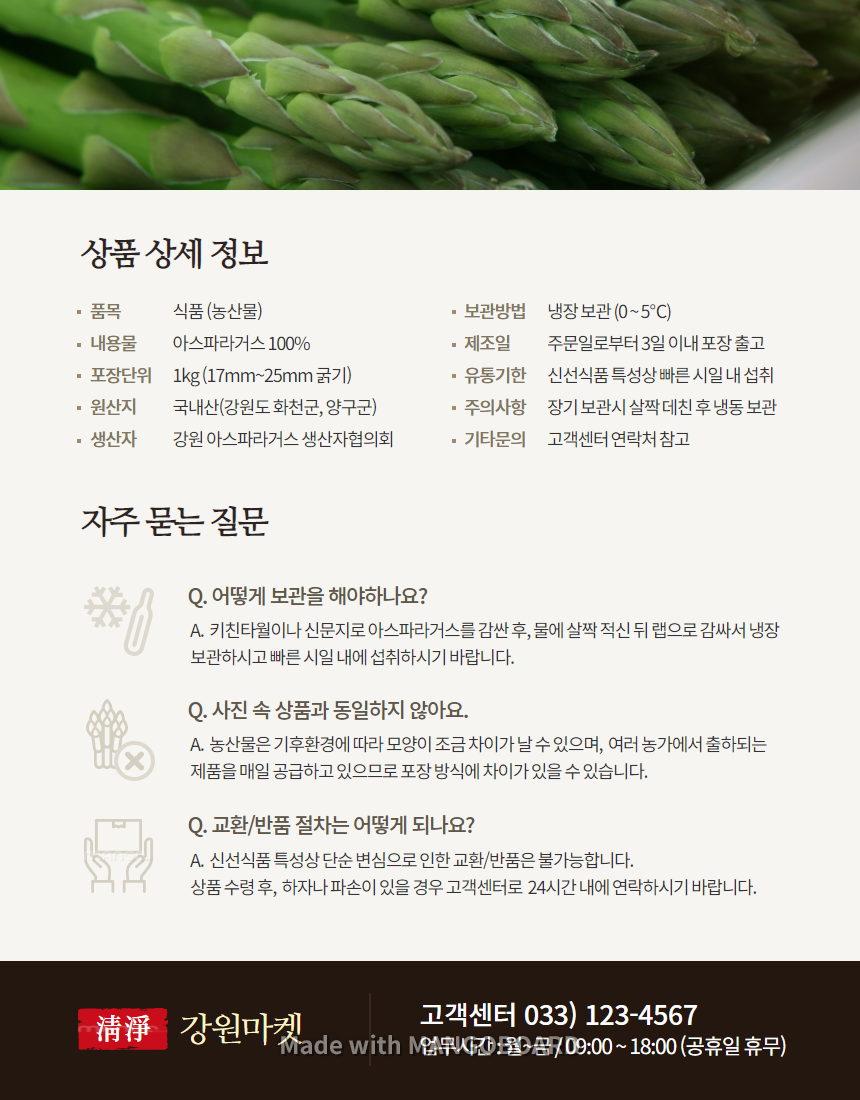 상품 상세 정보
품목 식품 (농산물)
내용물 아스파라거스 100%
포장단위 1kg (17mm~25mm 굵기)
원산지 국내산(강원도 화천군, 양구군)
생산자 강원 아스파라거스 생산자협의회
보관방법 냉장 보관 (0 ~ 5°C)
제조일 주문일로부터 3일 이내 포장 출고
유통기한 신선식품 특성상 빠른 시일 내 섭취
주의사항 장기 보관시 살짝 데친 후 냉동 보관
기타문의 고객센터 연락처 참고
자주 묻는 질문
Q. 어떻게 보관을 해야하나요?
A. 키친타월이나 신문지로 아스파라거스를 감싼 후, 물에 살짝 적신 뒤 랩으로 감싸서 냉장
보관하시고 빠른 시일 내에 섭취하시기 바랍니다.
Q. 사진 속 상품과 동일하지 않아요.
A. 농산물은 기후환경에 따라 모양이 조금 차이가 날 수 있으며, 여러 농가에서 출하되는
제품을 매일 공급하고 있으므로 포장 방식에 차이가 있을 수 있습니다.
Q. 교환/반품 절차는 어떻게 되나요?
A. 신선식품 특성상 단순 변심으로 인한 교환/반품은 불가능합니다.
상품 수령 후, 하자나 파손이 있을 경우 고객센터로 24시간 내에 연락하시기 바랍니다.
清淨 강원마켓
고객센터 033) 123-4567
업무시간 : 월~금 / 09:00 ~ 18:00 (공휴일 휴무)
Made with MANGOBOARD